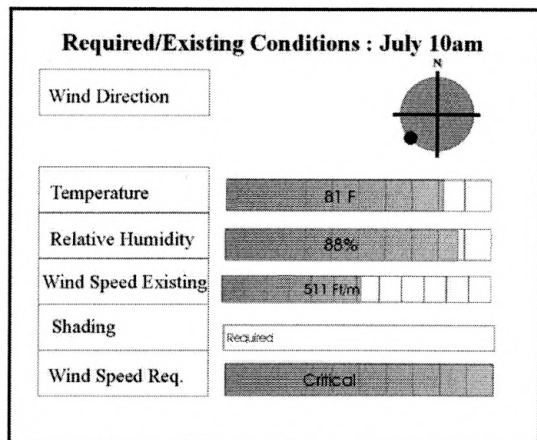 Required/Existing Conditions : July 10am
N
Wind Direction
Temperature
81 F
Relative Humidity
88%
Wind Speed Existing
511 Ft/m
Shading
Required
Wind Speed Req.
Critical